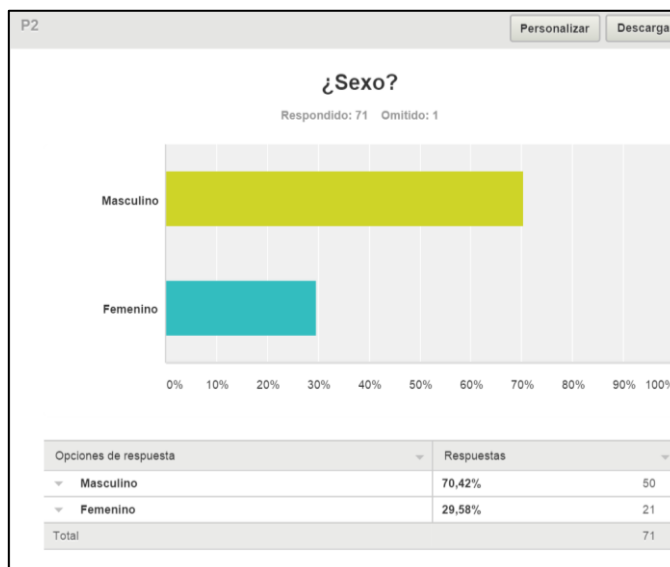 P2
Personalizar Descarga
¿Sexo?
Respondido: 71 Omitido: 1
Masculino
Femenino
0% 10% 20% 30% 40% 50% 60% 70% 80% 90% 100%
Opciones de respuesta Respuestas
Masculino 70,42% 50
Femenino 29,58% 21
Total 71